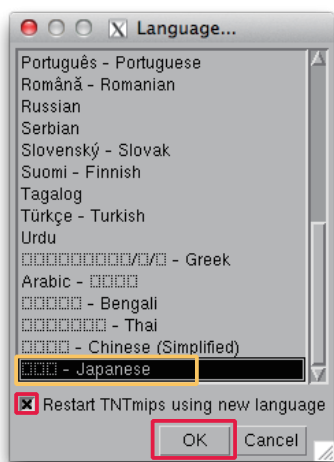 Language...
Português - Portuguese
Română - Romanian
Russian
Serbian
Slovenský - Slovak
Suomi - Finnish
Tagalog
Türkçe - Turkish
Urdu
□□□□□□□□□/□/□ - Greek
Arabic - □□□□
□□□□□ - Bengali
□□□□□□□ - Thai
□□□□ - Chinese (Simplified)
□□□ - Japanese
Restart TNTmips using new language
OK
Cancel